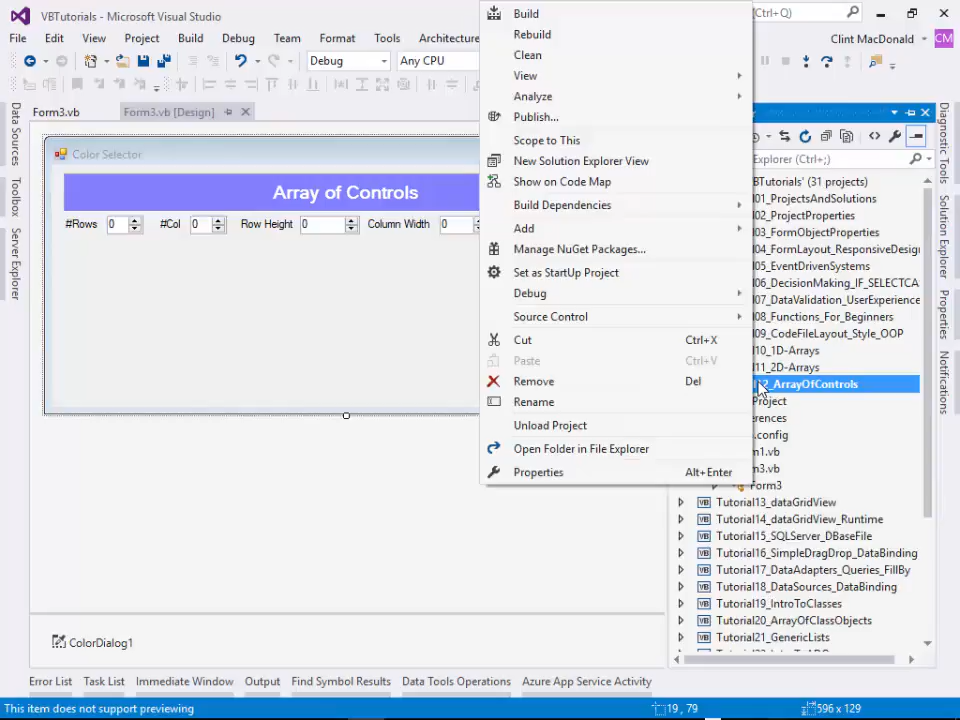 VBTutorials - Microsoft Visual Studio
Ctrl+Q)
File Edit View Project Build Debug Team Format Tools Architecture
Clint MacDonald CM
Debug Any CPU
Form3.vb Form3.vb [Design]
Data Sources
Toolbox
Server Explorer
Color Selector
Array of Controls
#Rows 0 #Col 0 Row Height 0 Column Width 0
ColorDialog1
Build
Rebuild
Clean
View
Analyze
Publish...
Scope to This
New Solution Explorer View
Show on Code Map
Build Dependencies
Add
Manage NuGet Packages...
Set as StartUp Project
Debug
Source Control
Cut Ctrl+X
Paste Ctrl+V
Remove Del
Rename
Unload Project
Open Folder in File Explorer
Properties Alt+Enter
Explorer (Ctrl+;)
VBTutorials' (31 projects)
01_ProjectsAndSolutions
02_ProjectProperties
03_FormObjectProperties
04_FormLayout_ResponsiveDesign
05_EventDrivenSystems
06_DecisionMaking_IF_SELECTCA
07_DataValidation_UserExperience
08_Functions_For_Beginners
09_CodeFileLayout_Style_OOP
10_1D-Arrays
11_2D-Arrays
12_ArrayOfControls
Project
erences
.config
m1.vb
m3.vb
Form3
Tutorial13_dataGridView
Tutorial14_dataGridView_Runtime
Tutorial15_SQLServer_DBaseFile
Tutorial16_SimpleDragDrop_DataBinding
Tutorial17_DataAdapters_Queries_FillBy
Tutorial18_DataSources_DataBinding
Tutorial19_IntroToClasses
Tutorial20_ArrayOfClassObjects
Tutorial21_GenericLists
Diagnostic Tools
Solution Explorer
Properties
Notifications
Error List Task List Immediate Window Output Find Symbol Results Data Tools Operations Azure App Service Activity
This item does not support previewing 19 , 79 596 x 129